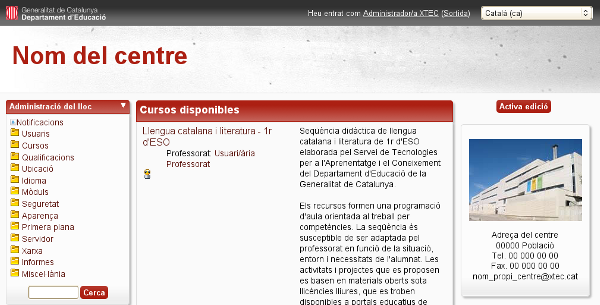 Generalitat de Catalunya
Departament d'Educació
Heu entrat com Administrador/a XTEC (Sortida)
Català (ca)
Nom del centre
Administració del lloc
Notificacions
Usuaris
Cursos
Qualificacions
Ubicació
Idioma
Mòduls
Seguretat
Aparença
Primera plana
Servidor
Xarxa
Informes
Miscel·lània
Cerca
Cursos disponibles
Llengua catalana i literatura - 1r
d'ESO
Professorat: Usuari/ària
Professorat
Seqüència didàctica de llengua
catalana i literatura de 1r d'ESO
elaborada pel Servei de Tecnologies
per a l'Aprenentatge i el Coneixement
del Departament d'Educació de la
Generalitat de Catalunya
Els recursos formen una programació
d'aula orientada al treball per
competències. La seqüència és
susceptible de ser adaptada pel
professorat en funció de la situació,
entorn i necessitats de l'alumnat. Les
activitats i projectes que es proposen
es basen en materials oberts sota
llicències lliures, que es troben
disponibles a portals educatius de
Activa edició
Adreça del centre
00000 Població
Tel. 00 000 00 00
Fax. 00 000 00 00
nom_propi_centre@xtec.cat